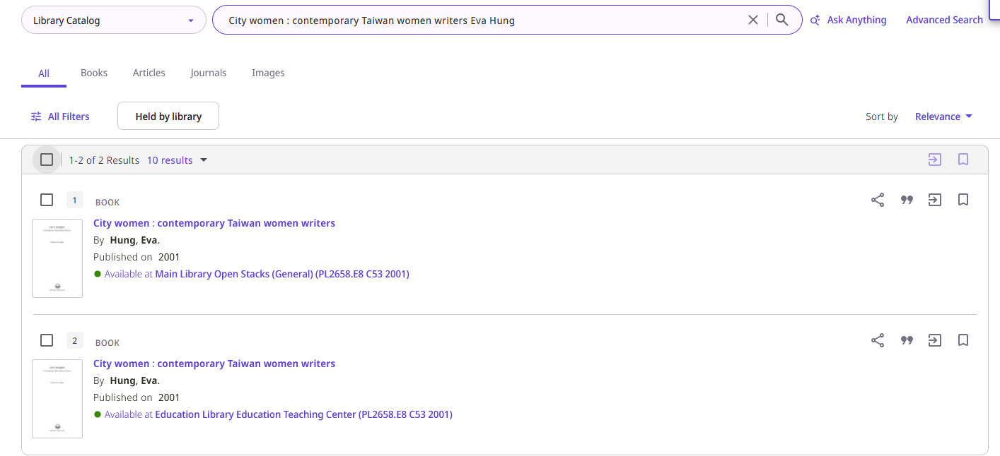 Library Catalog
City women : contemporary Taiwan women writers Eva Hung
Ask Anything
Advanced Search
All
Books
Articles
Journals
Images
All Filters
Held by library
Sort by
Relevance
1-2 of 2 Results
10 results
1
BOOK
City women : contemporary Taiwan women writers
By Hung, Eva.
Published on 2001
Available at Main Library Open Stacks (General) (PL2658.E8 C53 2001)
2
BOOK
City women : contemporary Taiwan women writers
By Hung, Eva.
Published on 2001
Available at Education Library Education Teaching Center (PL2658.E8 C53 2001)